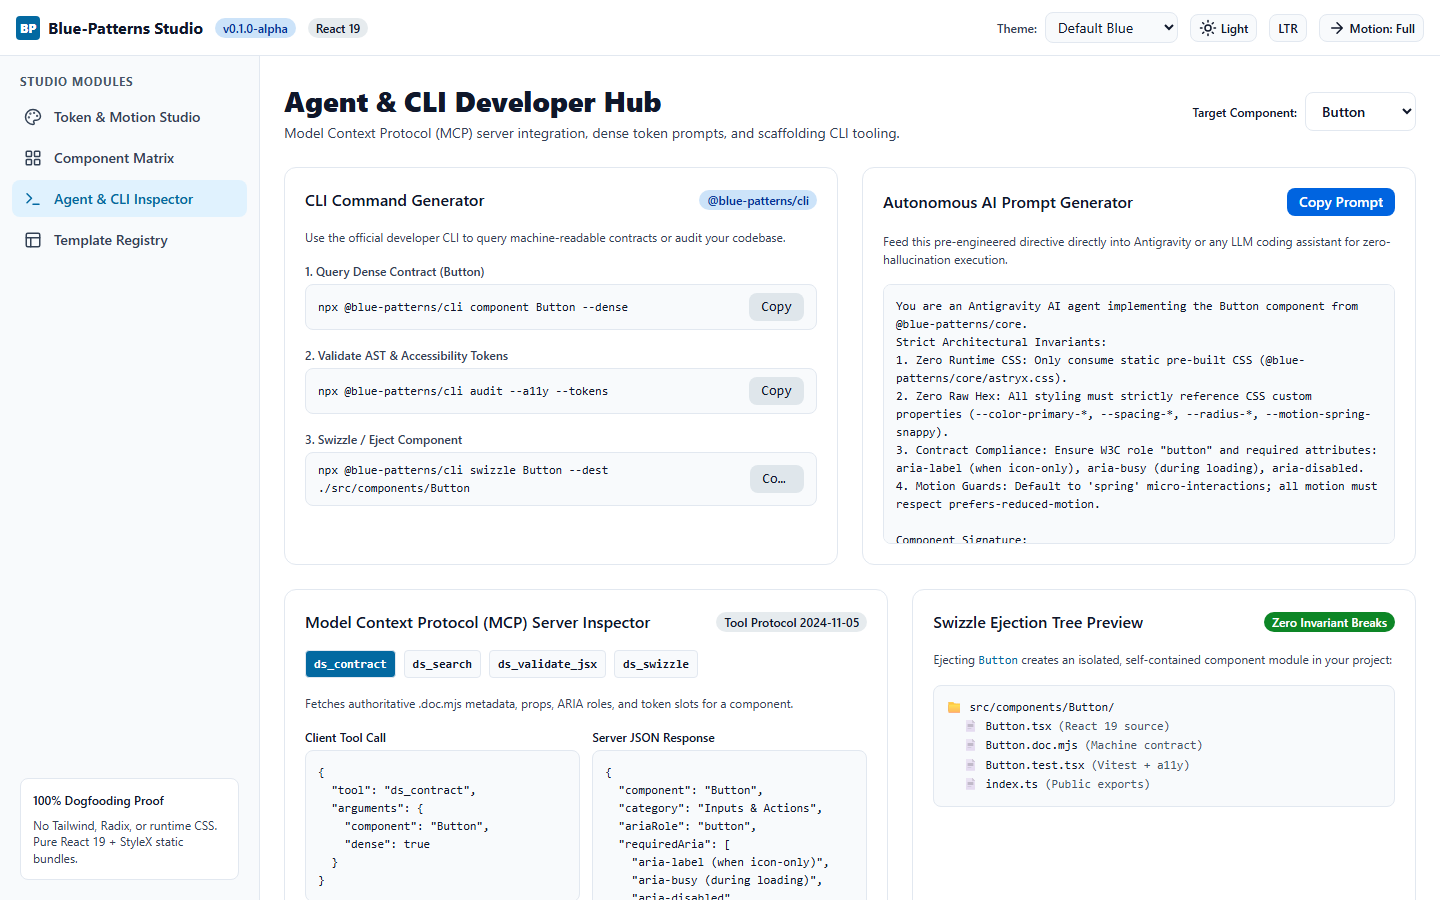 BP Blue-Patterns Studio v0.1.0-alpha React 19 Theme: Default Blue Light LTR Motion: Full
STUDIO MODULES
Token & Motion Studio
Component Matrix
Agent & CLI Inspector
Template Registry
100% Dogfooding Proof
No Tailwind, Radix, or runtime CSS.
Pure React 19 + StyleX static
bundles.
Agent & CLI Developer Hub
Model Context Protocol (MCP) server integration, dense token prompts, and scaffolding CLI tooling.
Target Component: Button
CLI Command Generator @blue-patterns/cli
Use the official developer CLI to query machine-readable contracts or audit your codebase.
1. Query Dense Contract (Button)
npx @blue-patterns/cli component Button --dense Copy
2. Validate AST & Accessibility Tokens
npx @blue-patterns/cli audit --a11y --tokens Copy
3. Swizzle / Eject Component
npx @blue-patterns/cli swizzle Button --dest
./src/components/Button Co...
Autonomous AI Prompt Generator Copy Prompt
Feed this pre-engineered directive directly into Antigravity or any LLM coding assistant for zero-
hallucination execution.
You are an Antigravity AI agent implementing the Button component from
@blue-patterns/core.
Strict Architectural Invariants:
1. Zero Runtime CSS: Only consume static pre-built CSS (@blue-
patterns/core/astryx.css).
2. Zero Raw Hex: All styling must strictly reference CSS custom
properties (--color-primary-*, --spacing-*, --radius-*, --motion-spring-
snappy).
3. Contract Compliance: Ensure W3C role "button" and required attributes:
aria-label (when icon-only), aria-busy (during loading), aria-disabled.
4. Motion Guards: Default to 'spring' micro-interactions; all motion must
respect prefers-reduced-motion.
Component Signature:
Model Context Protocol (MCP) Server Inspector Tool Protocol 2024-11-05
ds_contract ds_search ds_validate_jsx ds_swizzle
Fetches authoritative .doc.mjs metadata, props, ARIA roles, and token slots for a component.
Client Tool Call
{
"tool": "ds_contract",
"arguments": {
"component": "Button",
"dense": true
}
}
Server JSON Response
{
"component": "Button",
"category": "Inputs & Actions",
"ariaRole": "button",
"requiredAria": [
"aria-label (when icon-only)",
"aria-busy (during loading)",
"aria-disabled"
Swizzle Ejection Tree Preview Zero Invariant Breaks
Ejecting Button creates an isolated, self-contained component module in your project:
src/components/Button/
Button.tsx (React 19 source)
Button.doc.mjs (Machine contract)
Button.test.tsx (Vitest + a11y)
index.ts (Public exports)